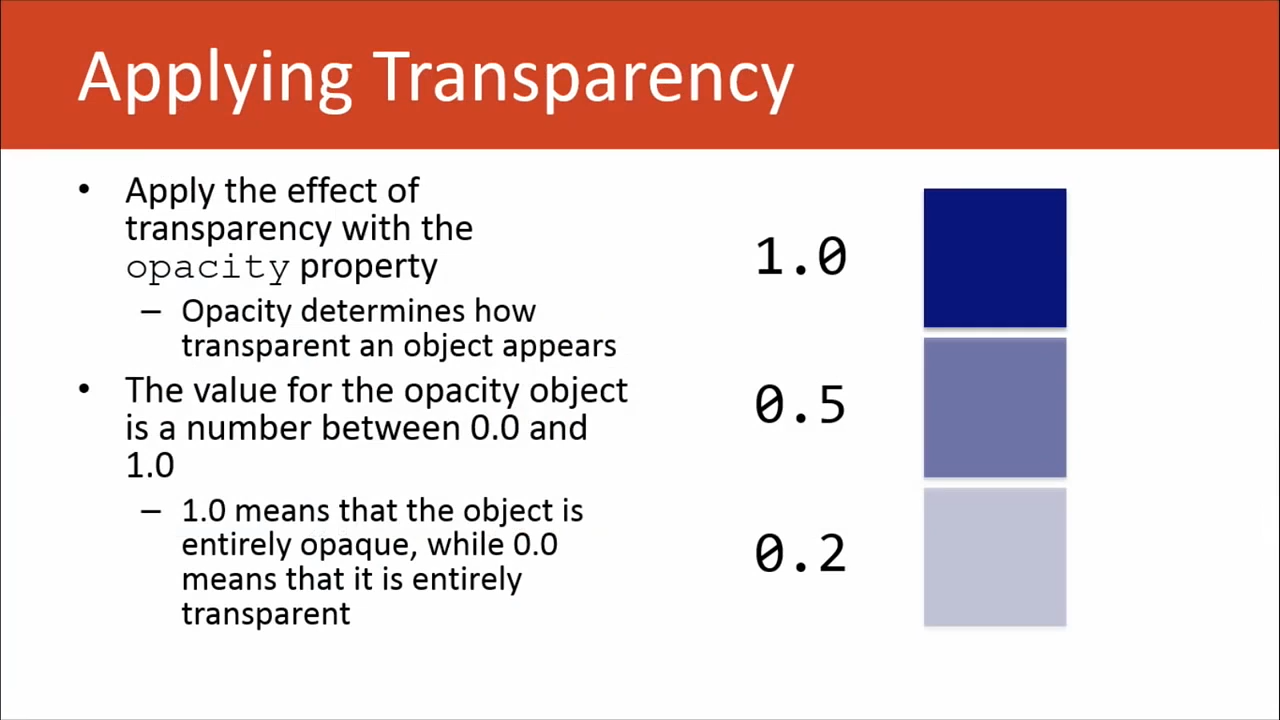 Applying Transparency
• Apply the effect of
transparency with the
opacity property
– Opacity determines how
transparent an object appears
• The value for the opacity object
is a number between 0.0 and
1.0
– 1.0 means that the object is
entirely opaque, while 0.0
means that it is entirely
transparent
1.0
0.5
0.2